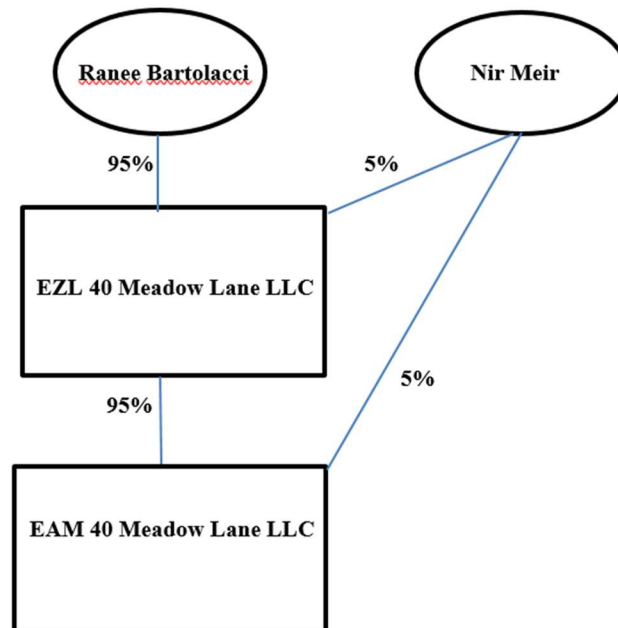 Ranee Bartolacci
Nir Meir
95%
5%
EZL 40 Meadow Lane LLC
95%
5%
EAM 40 Meadow Lane LLC